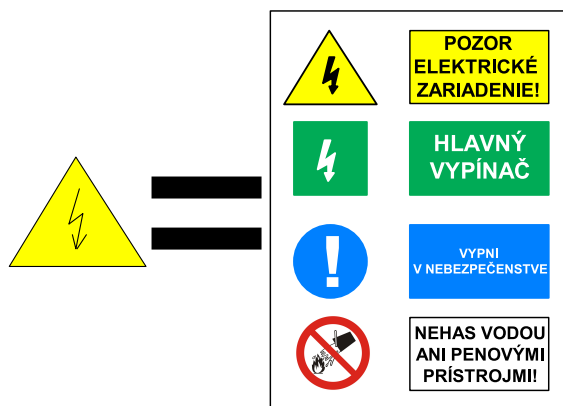 POZOR
ELEKTRICKÉ
ZARIADENIE!
HLAVNÝ
VYPÍNAČ
VYPNI
V NEBEZPEČENSTVE
NEHAS VODOU
ANI PENOVÝMI
PRÍSTROJMI!